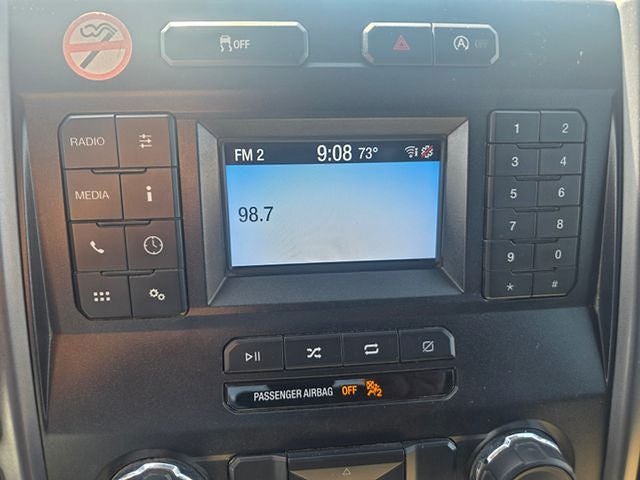 OFF
A OFF
RADIO
MEDIA
i
FM 2 9:08 73°
98.7
1 2
3 4
5 6
7 8
9 0
* #
PASSENGER AIRBAG OFF 2